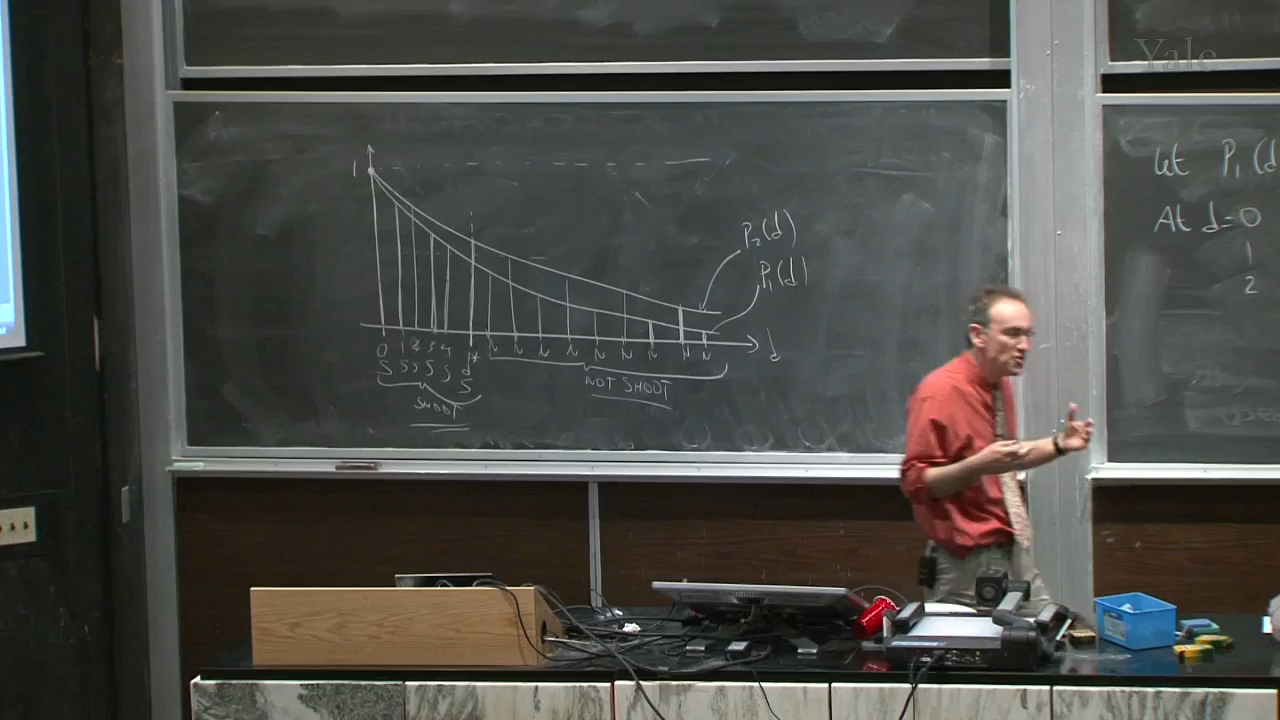 Yale
1
P₂(d)
P₁(d)
d
0 1 2 3 4 d*
S S S S S S
N N N N N N N N N
SHOOT
NOT SHOOT
Let P₁(d
At d=0
1
2